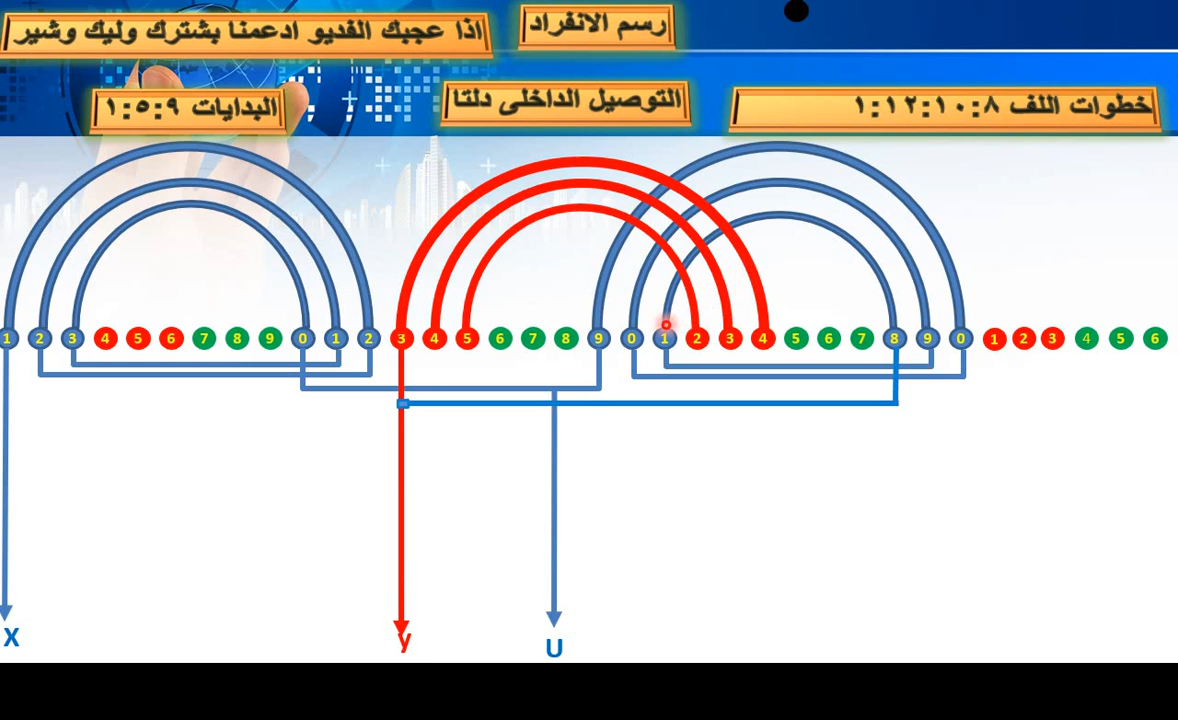 اذا عجبك الفديو ادعمنا بشترك وليك وشير
رسم الانفراد
البدايات ١:٥:٩
التوصيل الداخلى دلتا
خطوات اللف ١:١٢:١٠:٨
1 2 3 4 5 6 7 8 9 0 1 2 3 4 5 6 7 8 9 0 1 2 3 4 5 6 7 8 9 0 1 2 3 4 5 6
X
y
U